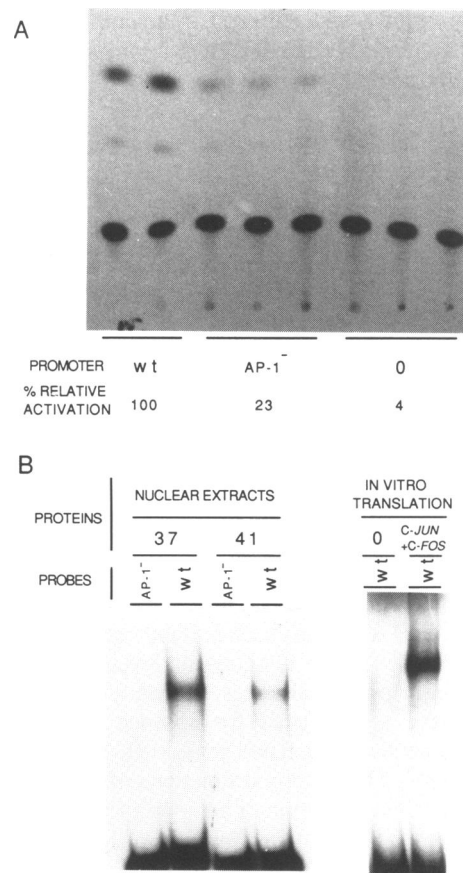 A
PROMOTER wt AP-1⁻ 0
% RELATIVE
ACTIVATION 100 23 4
B
NUCLEAR EXTRACTS
IN VITRO
TRANSLATION
PROTEINS
37 41 0 C-JUN
+C-FOS
PROBES AP-1⁻ wt AP-1⁻ wt wt wt